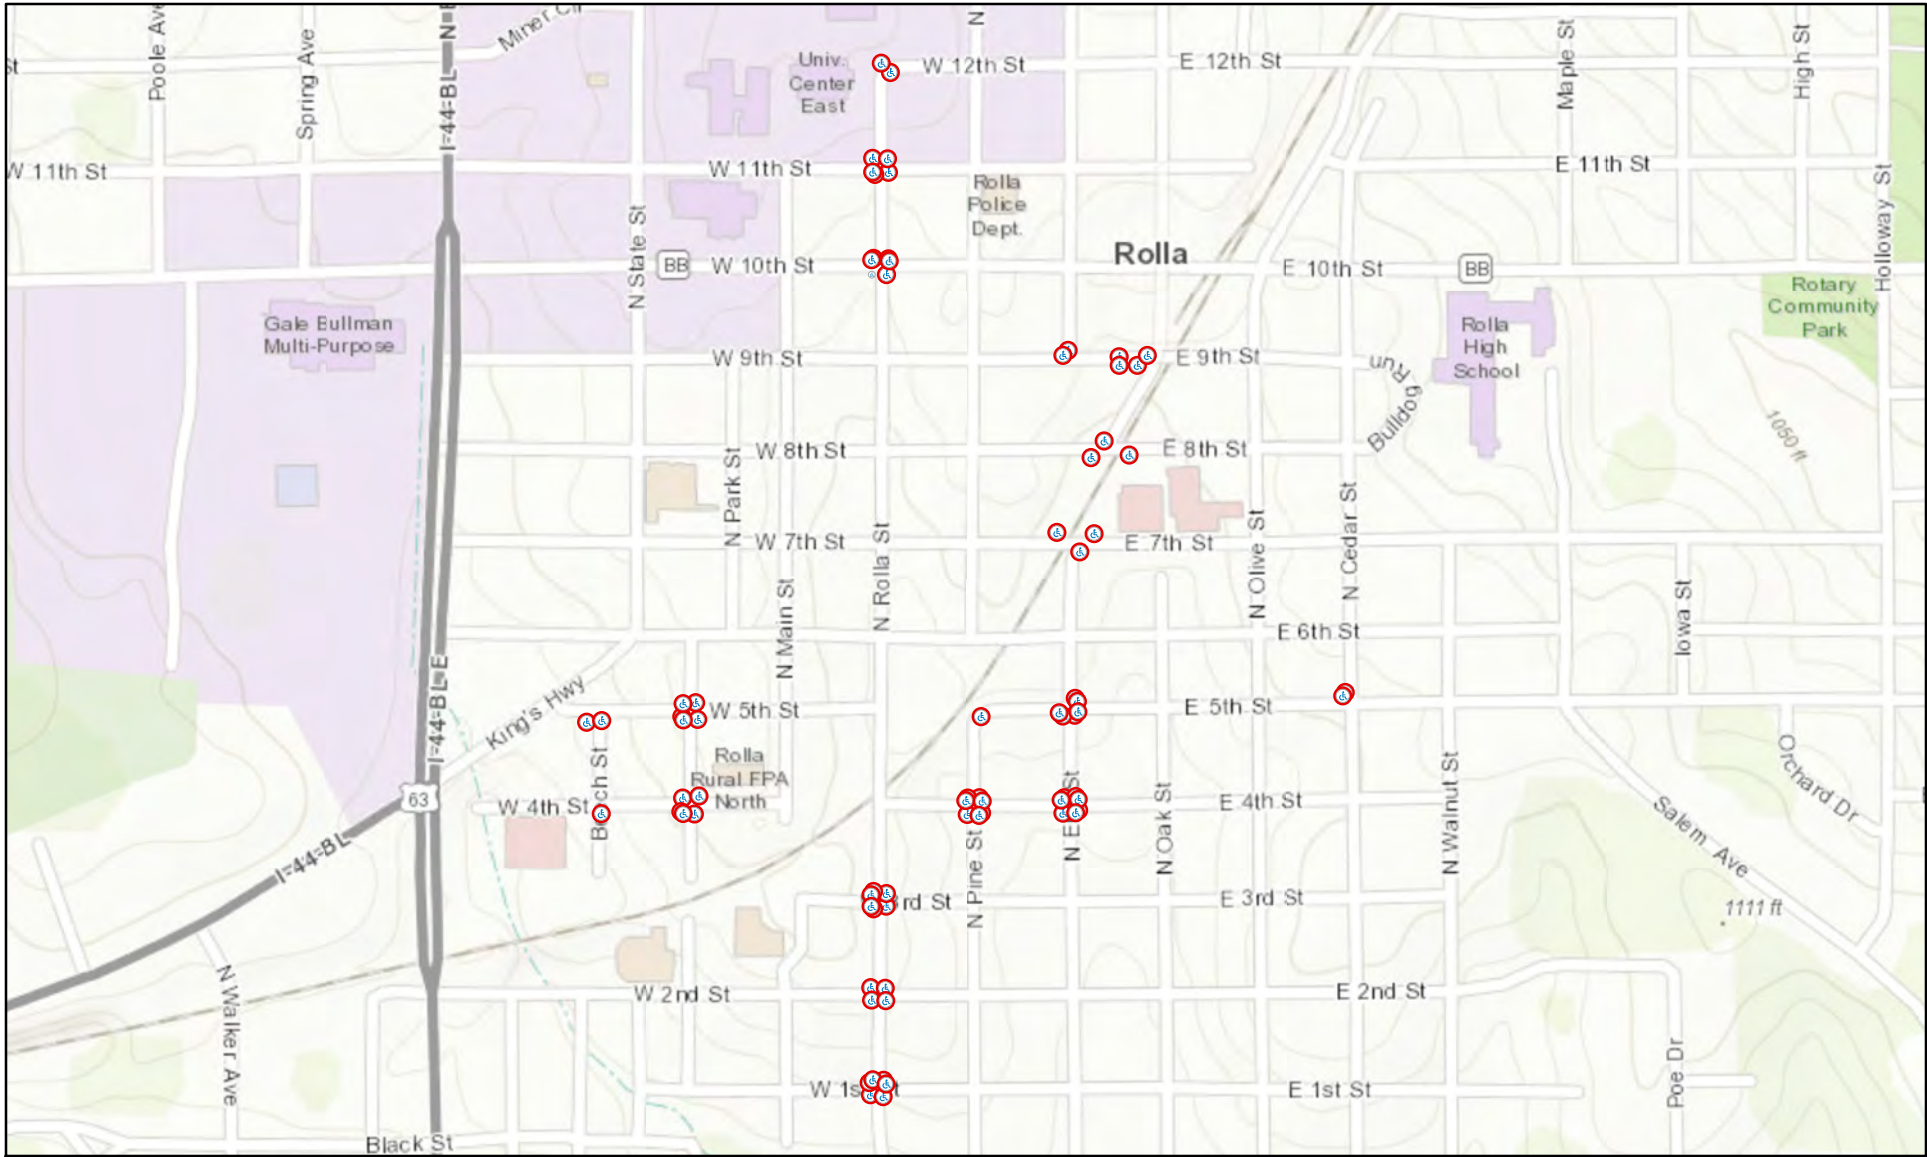 Poole Av
Spring Ave
Miner Cir
N
Maple St
High St
St
Univ.
Center
East
W 12th St
E 12th St
I-44-BL
W 11th St
W 11th St
E 11th St
Rolla
Police
Dept.
Holloway St
N State St
BB
W 10th St
Rolla
E 10th St
BB
Rotary
Community
Park
Gale Bullman
Multi-Purpose
Rolla
High
School
W 9th St
E 9th St
Bulldog Run
1050 ft
W 8th St
E 8th St
N Park St
W 7th St
E 7th St
N Rolla St
N Olive St
N Cedar St
N Main St
Iowa St
E 6th St
I-44-BL E
King's Hwy
W 5th St
E 5th St
Rolla
Rural FPA
North
Orchard Dr
63
W 4th St
E 4th St
Salem Ave
I-44-BL
N Pine St
N Oak St
N Walnut St
3rd St
E 3rd St
1111 ft
N Walker Ave
W 2nd St
E 2nd St
Poe Dr
W 1st
E 1st St
Black St